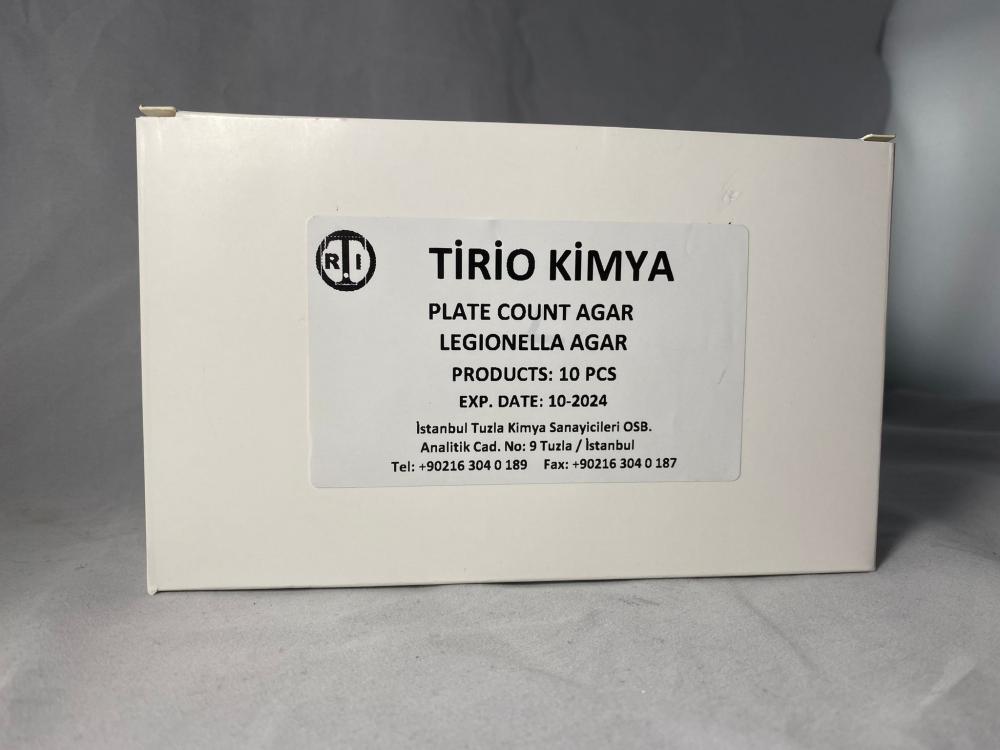 RTI
TİRİO KİMYA
PLATE COUNT AGAR
LEGIONELLA AGAR
PRODUCTS: 10 PCS
EXP. DATE: 10-2024
İstanbul Tuzla Kimya Sanayicileri OSB.
Analitik Cad. No: 9 Tuzla / İstanbul
Tel: +90216 304 0 189 Fax: +90216 304 0 187